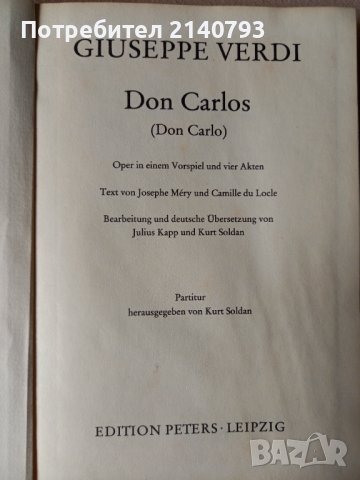 Потребител 2140793
GIUSEPPE VERDI
Don Carlos
(Don Carlo)
Oper in einem Vorspiel und vier Akten
Text von Josephe Méry und Camille du Locle
Bearbeitung und deutsche Übersetzung von
Julius Kapp und Kurt Soldan
Partitur
herausgegeben von Kurt Soldan
EDITION PETERS · LEIPZIG
BAZAR